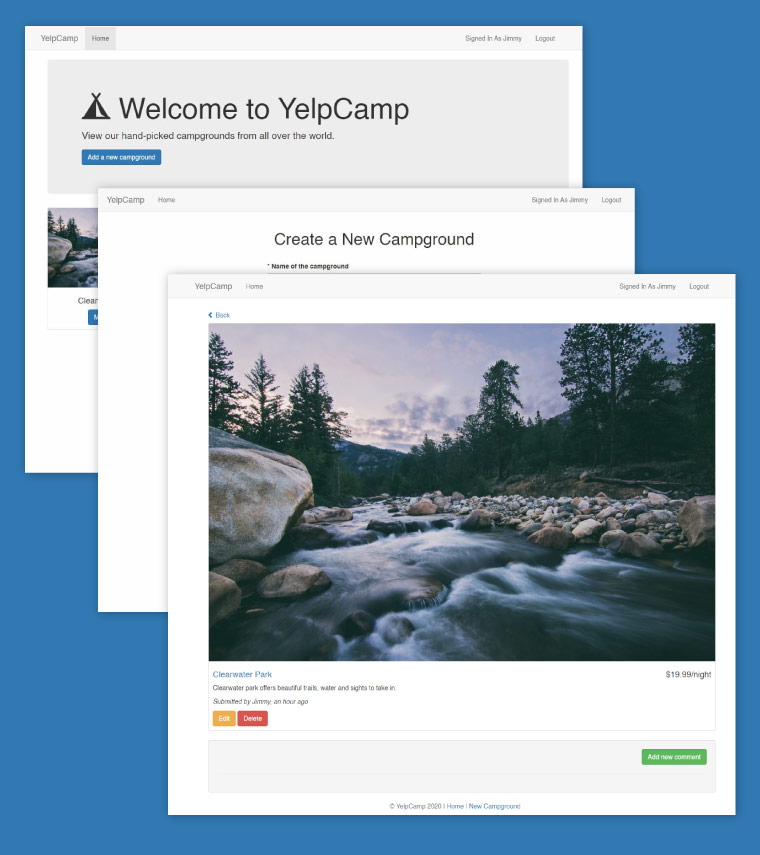 YelpCamp Home Signed In As Jimmy Logout
Welcome to YelpCamp
View our hand-picked campgrounds from all over the world.
Add a new campground
Clear
M
YelpCamp Home Signed In As Jimmy Logout
Create a New Campground
* Name of the campground
YelpCamp Home Signed In As Jimmy Logout
Back
Clearwater Park $19.99/night
Clearwater park offers beautiful trails, water and sights to take in.
Submitted by Jimmy, an hour ago
Edit Delete
Add new comment
© YelpCamp 2020 | Home | New Campground